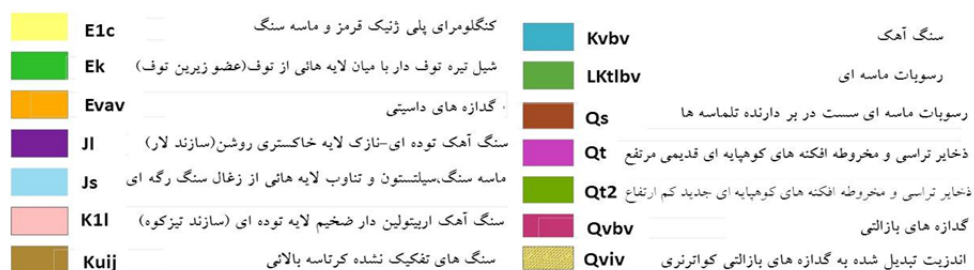 E1c کنگلومرای پلی ژنیک قرمز و ماسه سنگ
Ek شیل تیره توف دار با میان لایه هائی از توف(عضو زیرین توف)
Evav گدازه های داسیتی
Jl سنگ آهک توده ای-نازک لایه خاکستری روشن(سازند لار)
Js ماسه سنگ،سیلتستون و تناوب لایه هائی از زغال سنگ رگه ای
K1l سنگ آهک اربیتولین دار ضخیم لایه توده ای (سازند تیزکوه)
Kuij سنگ های تفکیک نشده کرتاسه بالائی
Kvbv سنگ آهک
LKtlbv رسوبات ماسه ای
Qs رسوبات ماسه ای سست در بر دارنده تلماسه ها
Qt ذخایر تراسی و مخروطه افکنه های کوهپایه ای قدیمی مرتفع
Qt2 ذخایر تراسی و مخروطه افکنه های کوهپایه ای جدید کم ارتفاع
Qvbv گدازه های بازالتی
Qviv اندزیت تبدیل شده به گدازه های بازالتی کواترنری